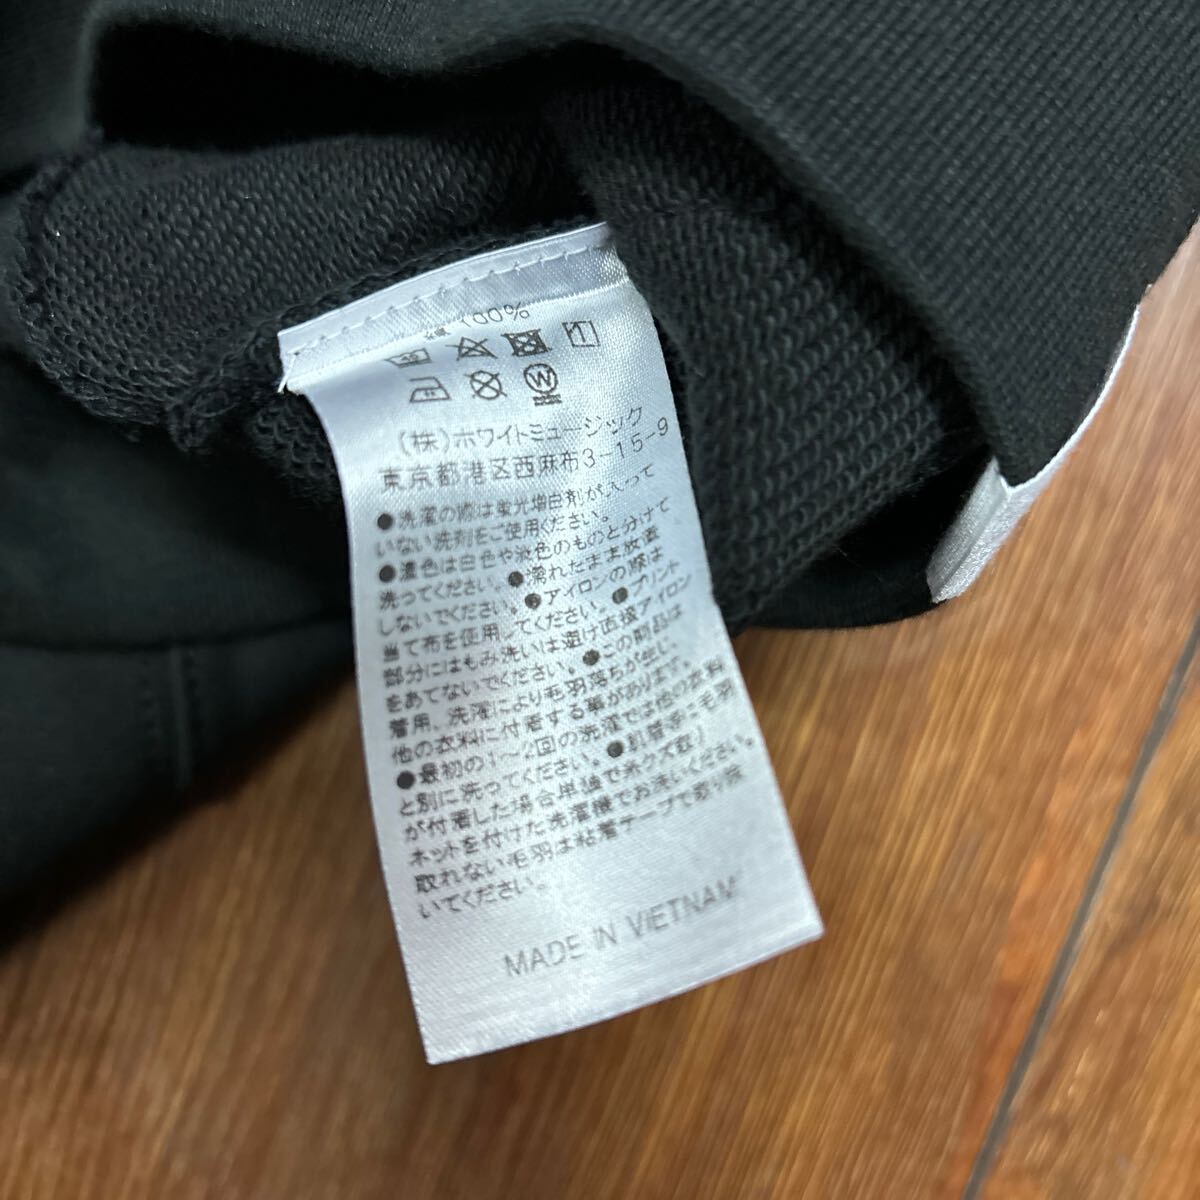 綿 100%
(株)ホワイトミュージック
東京都港区西麻布3-15-9
●洗濯の際は蛍光増白剤が入って
いない洗剤をご使用ください。
●濃色は白色や淡色のものと分けて
洗ってください。●濡れたまま放置
しないでください。●アイロンの際は
当て布を使用してください。●プリント
部分にはもみ洗いは避け直接アイロン
をあてないでください。●この商品は
着用、洗濯により毛羽落ちが生じ、
他の衣料に付着する事があります。
●最初の1〜2回の洗濯では他の衣料
と別に洗ってください。●肌着等に毛羽
が付着した場合単独で糸クズ取り
ネットを付けた洗濯機でお洗いください。
取れない毛羽は粘着テープで取り除
いてください。
MADE IN VIETNAM